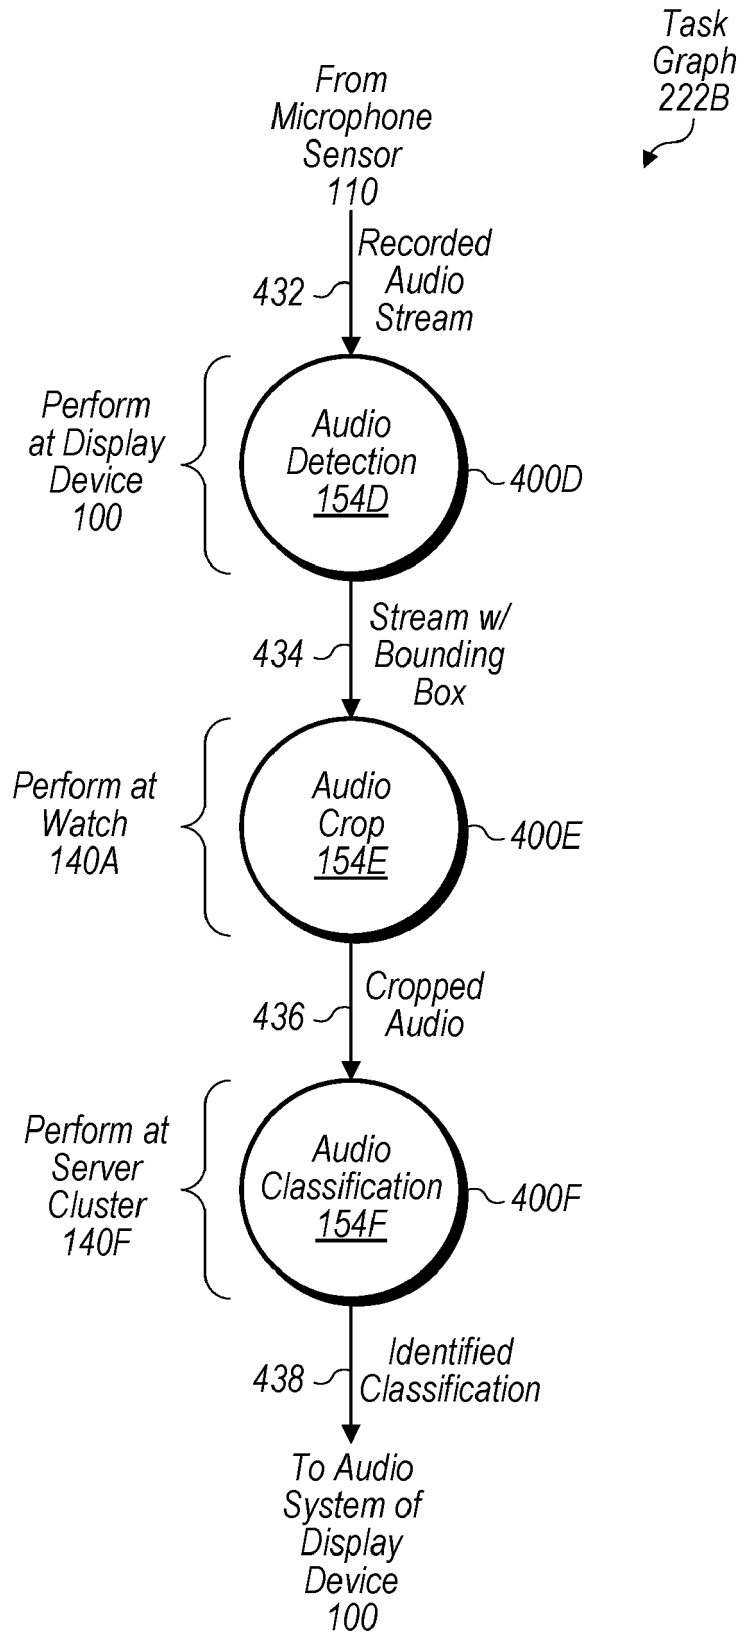 Task
Graph
222B
From
Microphone
Sensor
110
Recorded
Audio
Stream
432
Perform
at Display
Device
100
Audio
Detection
154D
400D
Stream w/
Bounding
Box
434
Perform at
Watch
140A
Audio
Crop
154E
400E
Cropped
Audio
436
Perform at
Server
Cluster
140F
Audio
Classification
154F
400F
Identified
Classification
438
To Audio
System of
Display
Device
100